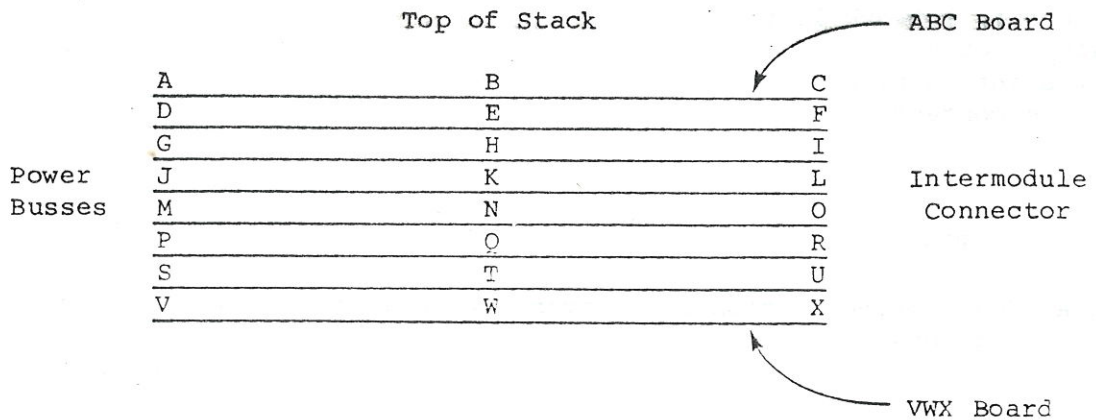 Top of Stack
ABC Board
A B C
D E F
G H I
Power J K L Intermodule
Busses M N O Connector
P Q R
S T U
V W X
VWX Board